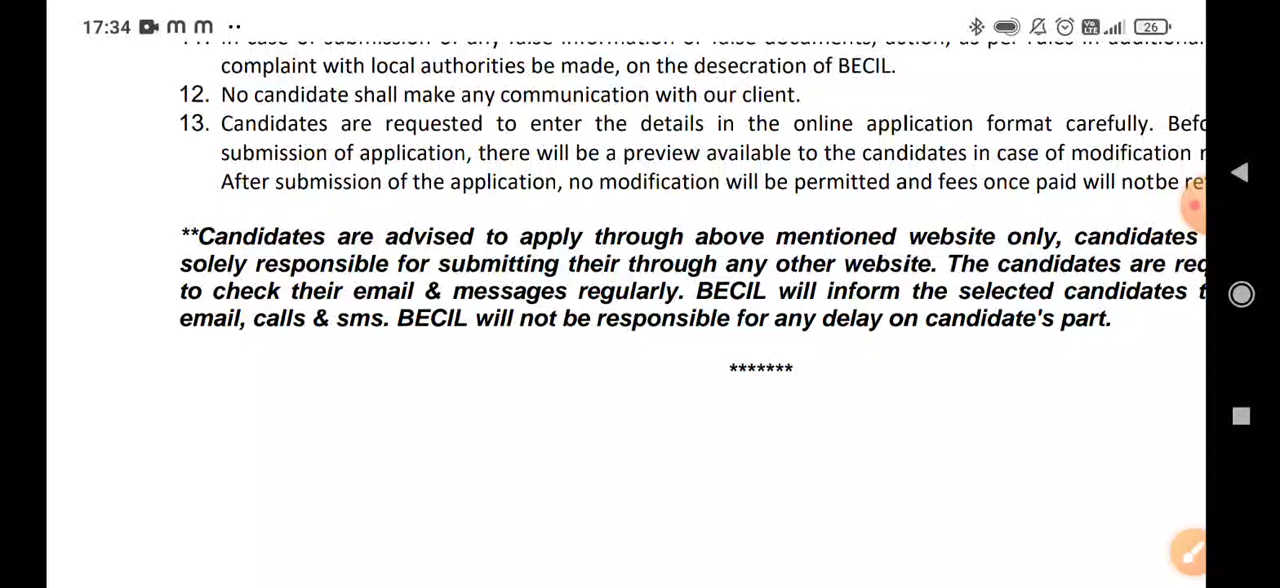 17:34 m m
Vo LTE 26
complaint with local authorities be made, on the desecration of BECIL.
12. No candidate shall make any communication with our client.
13. Candidates are requested to enter the details in the online application format carefully.
submission of application, there will be a preview available to the candidates in case of modification
After submission of the application, no modification will be permitted and fees once paid will notbe
**Candidates are advised to apply through above mentioned website only, candidates
solely responsible for submitting their through any other website. The candidates are
to check their email & messages regularly. BECIL will inform the selected candidates
email, calls & sms. BECIL will not be responsible for any delay on candidate's part.
*******